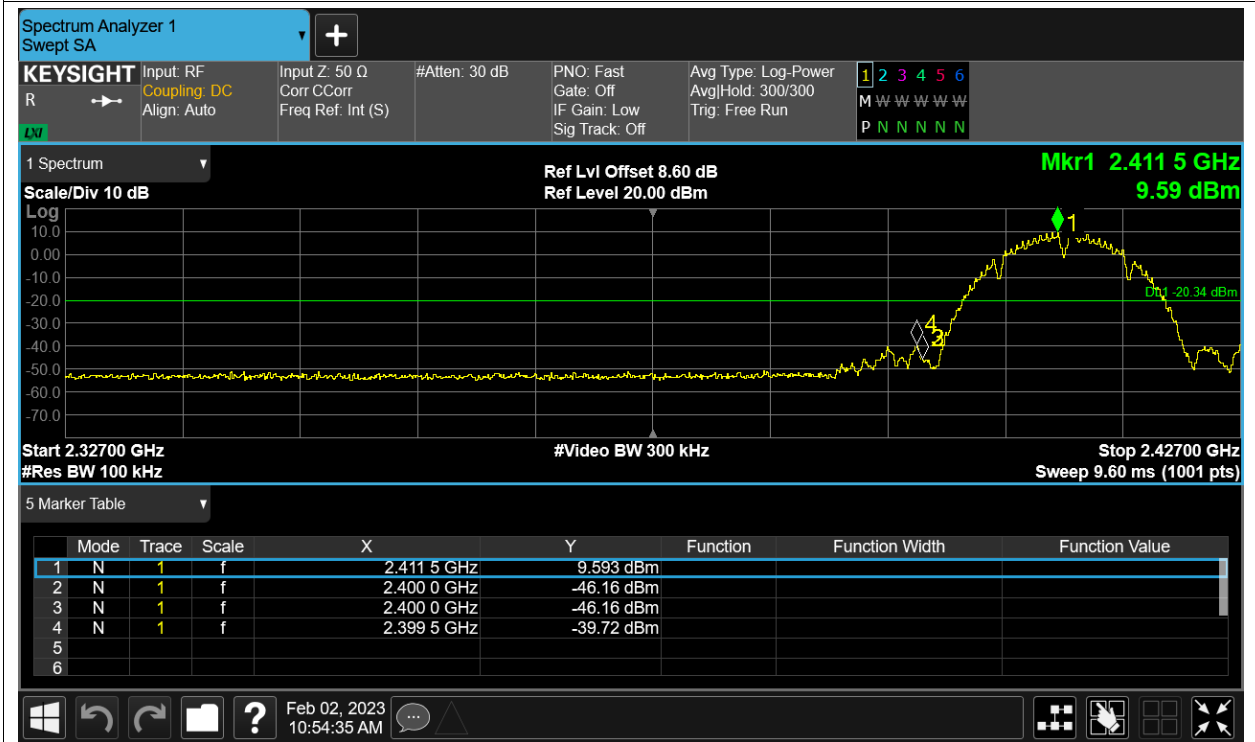 Spectrum Analyzer 1
Swept SA
+
KEYSIGHT
R
LXI
Input: RF
Coupling: DC
Align: Auto
Input Z: 50 Ω
Corr CCorr
Freq Ref: Int (S)
#Atten: 30 dB
PNO: Fast
Gate: Off
IF Gain: Low
Sig Track: Off
Avg Type: Log-Power
Avg|Hold: 300/300
Trig: Free Run
1 2 3 4 5 6
M W W W W W
P N N N N N
1 Spectrum
Scale/Div 10 dB
Ref Lvl Offset 8.60 dB
Ref Level 20.00 dBm
Mkr1 2.411 5 GHz
9.59 dBm
Log
10.0
0.00
-10.0
-20.0
-30.0
-40.0
-50.0
-60.0
-70.0
1
4
3
-20.34 dBm
Start 2.32700 GHz
#Video BW 300 kHz
Stop 2.42700 GHz
#Res BW 100 kHz
Sweep 9.60 ms (1001 pts)
5 Marker Table
Mode Trace Scale X Y Function Function Width Function Value
1 N 1 f 2.411 5 GHz 9.593 dBm
2 N 1 f 2.400 0 GHz -46.16 dBm
3 N 1 f 2.400 0 GHz -46.16 dBm
4 N 1 f 2.399 5 GHz -39.72 dBm
5
6
?
Feb 02, 2023
10:54:35 AM